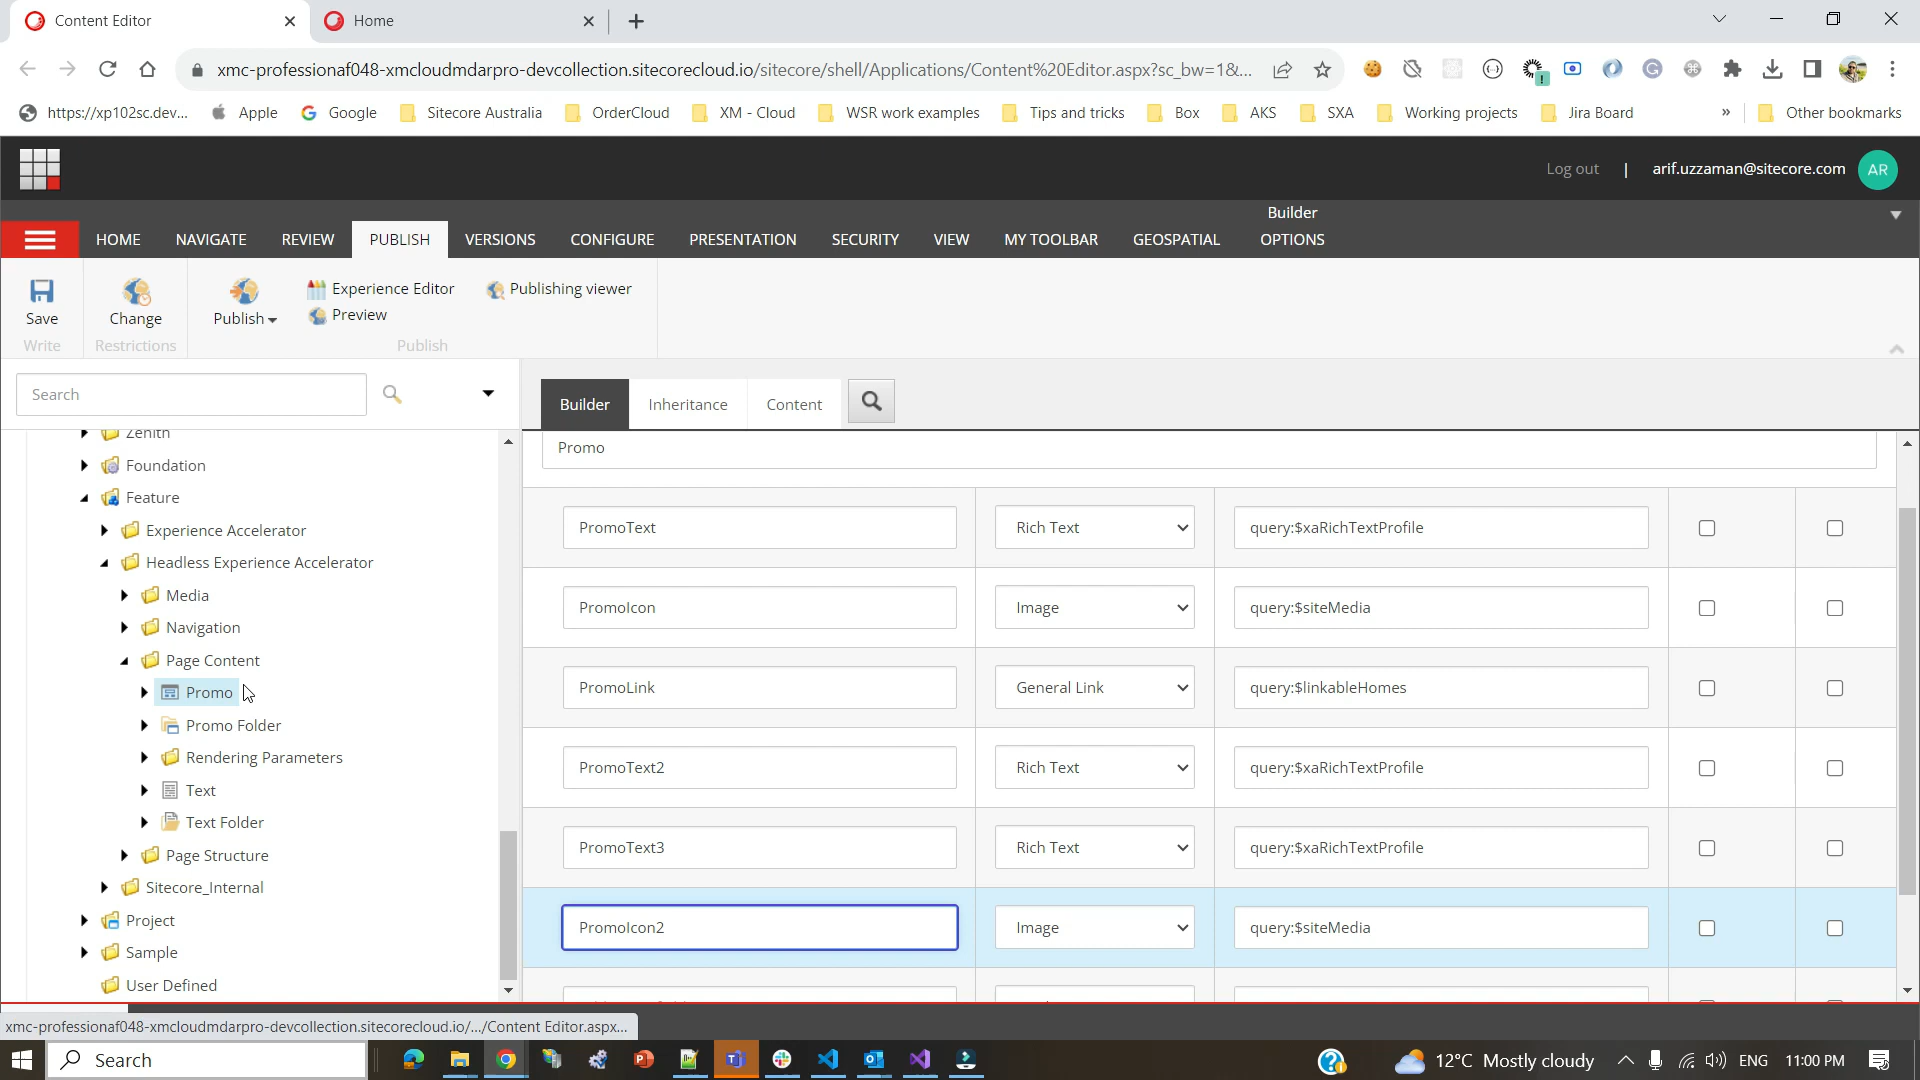 Content Editor
Home
xmc-professionaf048-xmcloudmdarpro-devcollection.sitecorecloud.io/sitecore/shell/Applications/Content%20Editor.aspx?sc_bw=1&...
https://xp102sc.dev...
Apple
Google
Sitecore Australia
OrderCloud
XM - Cloud
WSR work examples
Tips and tricks
Box
AKS
SXA
Working projects
Jira Board
»
Other bookmarks
Log out | arif.uzzaman@sitecore.com AR
Builder
HOME
NAVIGATE
REVIEW
PUBLISH
VERSIONS
CONFIGURE
PRESENTATION
SECURITY
VIEW
MY TOOLBAR
GEOSPATIAL
OPTIONS
Save
Write
Change
Restrictions
Publish
Experience Editor
Preview
Publishing viewer
Publish
Search
Builder
Inheritance
Content
Zenith
Foundation
Feature
Experience Accelerator
Headless Experience Accelerator
Media
Navigation
Page Content
Promo
Promo Folder
Rendering Parameters
Text
Text Folder
Page Structure
Sitecore_Internal
Project
Sample
User Defined
Promo
PromoText Rich Text query:$xaRichTextProfile
PromoIcon Image query:$siteMedia
PromoLink General Link query:$linkableHomes
PromoText2 Rich Text query:$xaRichTextProfile
PromoText3 Rich Text query:$xaRichTextProfile
PromoIcon2 Image query:$siteMedia
xmc-professionaf048-xmcloudmdarpro-devcollection.sitecorecloud.io/.../Content Editor.aspx...
Search
12°C Mostly cloudy
ENG
11:00 PM